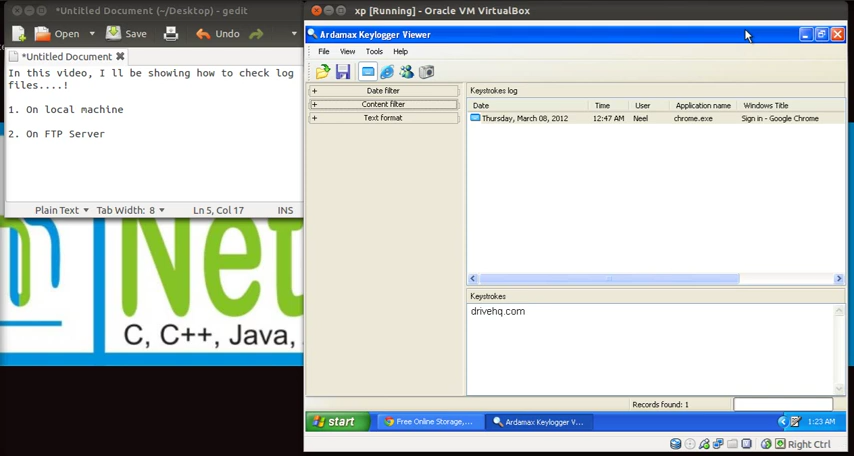 *Untitled Document (~/Desktop) - gedit
Open
Save
Undo
*Untitled Document
In this video, I ll be showing how to check log
files....!
1. On local machine
2. On FTP Server
Plain Text
Tab Width: 8
Ln 5, Col 17
INS
Net
C, C++, Java,
xp [Running] - Oracle VM VirtualBox
Ardamax Keylogger Viewer
File View Tools Help
Date filter
Content filter
Text format
Keystrokes log
Date Time User Application name Windows Title
Thursday, March 08, 2012 12:47 AM Neel chrome.exe Sign in - Google Chrome
Keystrokes
drivehq.com
Records found: 1
start
Free Online Storage,...
Ardamax Keylogger V...
1:23 AM
Right Ctrl